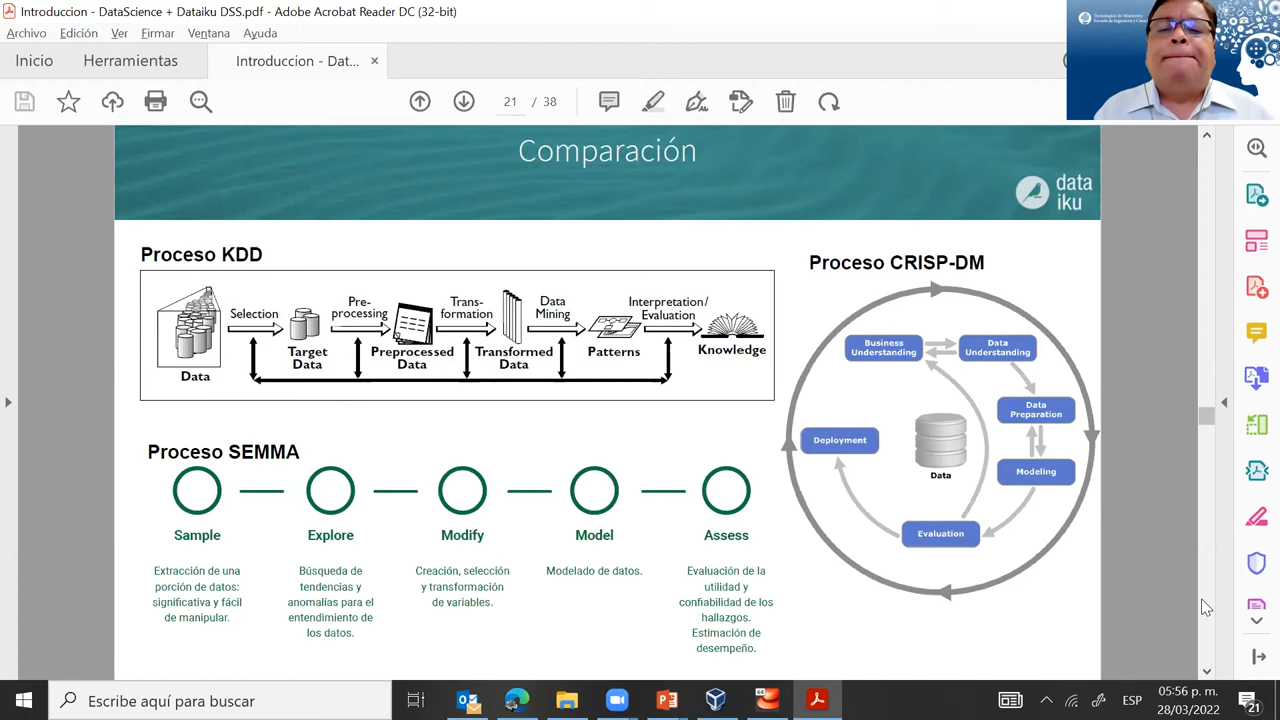 Introduccion - DataScience + Dataiku DSS.pdf - Adobe Acrobat Reader DC (32-bit)
Archivo Edición Ver Firmar Ventana Ayuda
Inicio Herramientas Introduccion - Dat... ×
21 / 38
Tecnológico de Monterrey
Comparación
data
iku
Proceso KDD
Selection
Pre-
processing
Trans-
formation
Data
Mining
Interpretation/
Evaluation
Data
Target
Data
Preprocessed
Data
Transformed
Data
Patterns
Knowledge
Proceso CRISP-DM
Business
Understanding
Data
Understanding
Data
Preparation
Modeling
Evaluation
Deployment
Data
Proceso SEMMA
Sample
Extracción de una
porción de datos:
significativa y fácil
de manipular.
Explore
Búsqueda de
tendencias y
anomalías para el
entendimiento de
los datos.
Modify
Creación, selección
y transformación
de variables.
Model
Modelado de datos.
Assess
Evaluación de la
utilidad y
confiabilidad de los
hallazgos.
Estimación de
desempeño.
Escribe aquí para buscar
ESP
05:56 p. m.
28/03/2022
21